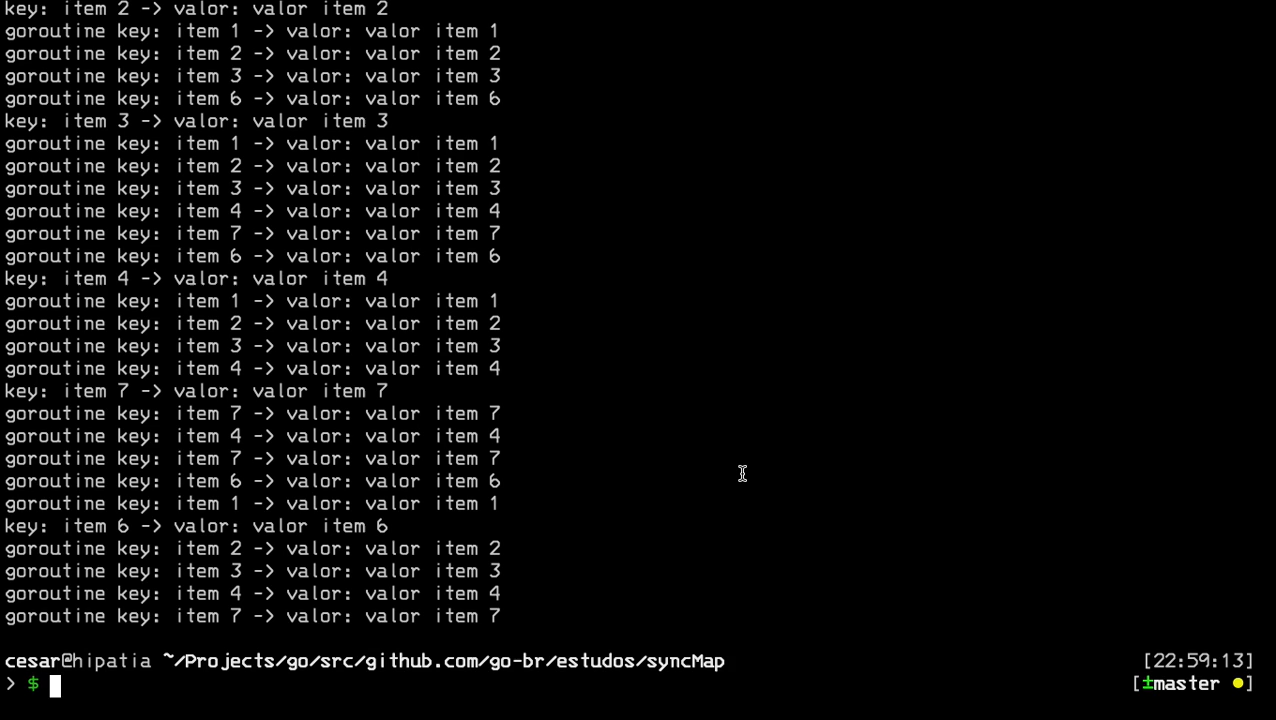 key: item 2 -> valor: valor item 2
goroutine key: item 1 -> valor: valor item 1
goroutine key: item 2 -> valor: valor item 2
goroutine key: item 3 -> valor: valor item 3
goroutine key: item 6 -> valor: valor item 6
key: item 3 -> valor: valor item 3
goroutine key: item 1 -> valor: valor item 1
goroutine key: item 2 -> valor: valor item 2
goroutine key: item 3 -> valor: valor item 3
goroutine key: item 4 -> valor: valor item 4
goroutine key: item 7 -> valor: valor item 7
goroutine key: item 6 -> valor: valor item 6
key: item 4 -> valor: valor item 4
goroutine key: item 1 -> valor: valor item 1
goroutine key: item 2 -> valor: valor item 2
goroutine key: item 3 -> valor: valor item 3
goroutine key: item 4 -> valor: valor item 4
key: item 7 -> valor: valor item 7
goroutine key: item 7 -> valor: valor item 7
goroutine key: item 4 -> valor: valor item 4
goroutine key: item 7 -> valor: valor item 7
goroutine key: item 6 -> valor: valor item 6
goroutine key: item 1 -> valor: valor item 1
key: item 6 -> valor: valor item 6
goroutine key: item 2 -> valor: valor item 2
goroutine key: item 3 -> valor: valor item 3
goroutine key: item 4 -> valor: valor item 4
goroutine key: item 7 -> valor: valor item 7
cesar@hipatia ~/Projects/go/src/github.com/go-br/estudos/syncMap [22:59:13]
> $ [±master ●]